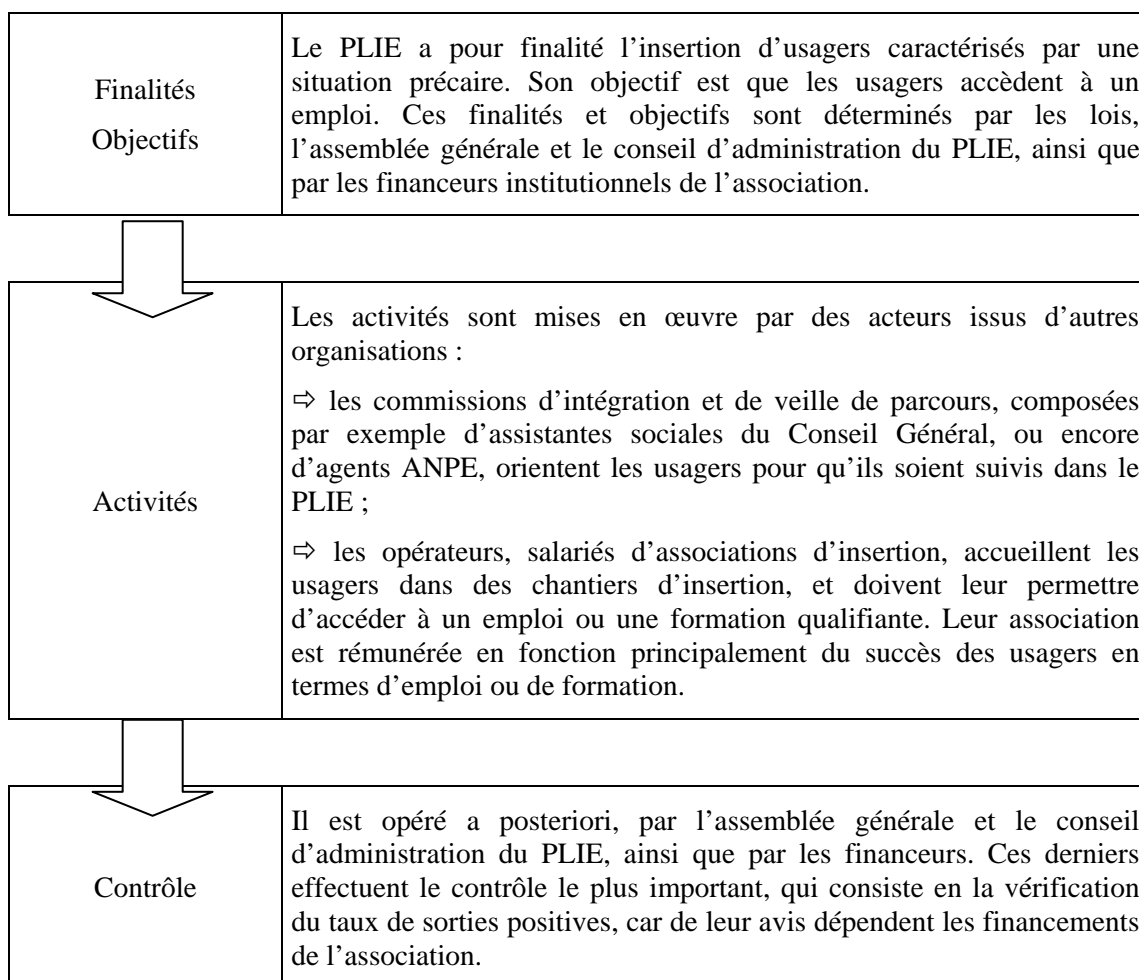 Finalités
Objectifs
Le PLIE a pour finalité l’insertion d’usagers caractérisés par une
situation précaire. Son objectif est que les usagers accèdent à un
emploi. Ces finalités et objectifs sont déterminés par les lois,
l’assemblée générale et le conseil d’administration du PLIE, ainsi que
par les financeurs institutionnels de l’association.
Activités
Les activités sont mises en œuvre par des acteurs issus d’autres
organisations :
⇨ les commissions d’intégration et de veille de parcours, composées
par exemple d’assistantes sociales du Conseil Général, ou encore
d’agents ANPE, orientent les usagers pour qu’ils soient suivis dans le
PLIE ;
⇨ les opérateurs, salariés d’associations d’insertion, accueillent les
usagers dans des chantiers d’insertion, et doivent leur permettre
d’accéder à un emploi ou une formation qualifiante. Leur association
est rémunérée en fonction principalement du succès des usagers en
termes d’emploi ou de formation.
Contrôle
Il est opéré a posteriori, par l’assemblée générale et le conseil
d’administration du PLIE, ainsi que par les financeurs. Ces derniers
effectuent le contrôle le plus important, qui consiste en la vérification
du taux de sorties positives, car de leur avis dépendent les financements
de l’association.